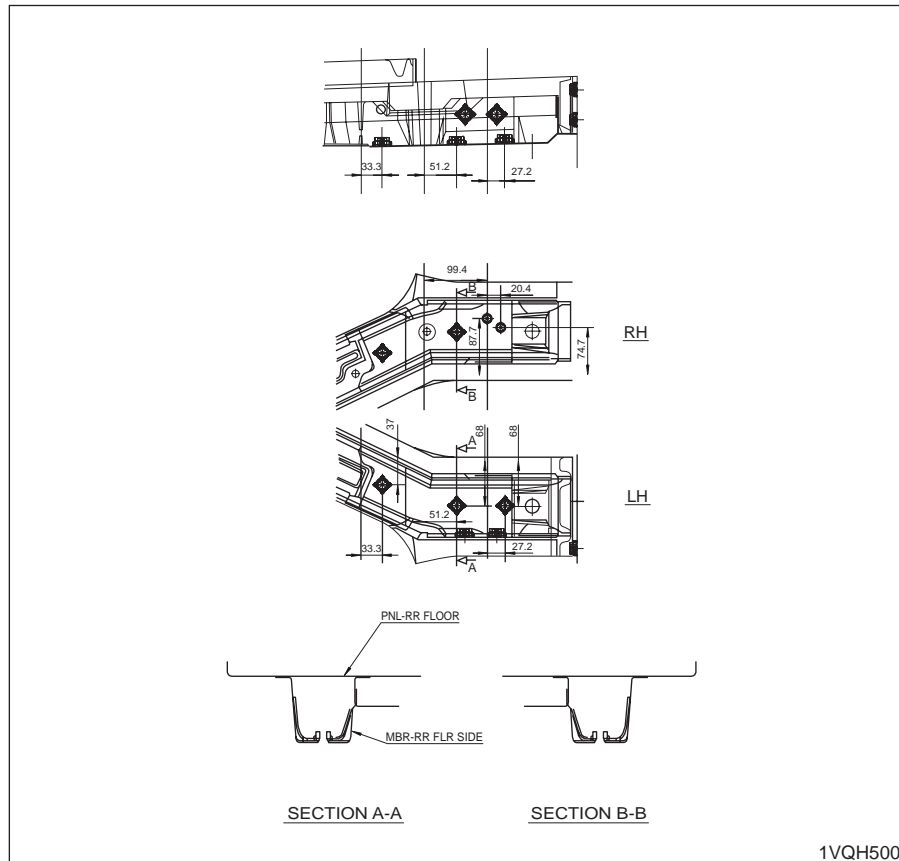 33.3
51.2
27.2
99.4
B
20.4
87.7
74.7
RH
B
37
A
68
68
LH
51.2
33.3
27.2
A
PNL-RR FLOOR
MBR-RR FLR SIDE
SECTION A-A
SECTION B-B
1VQH500